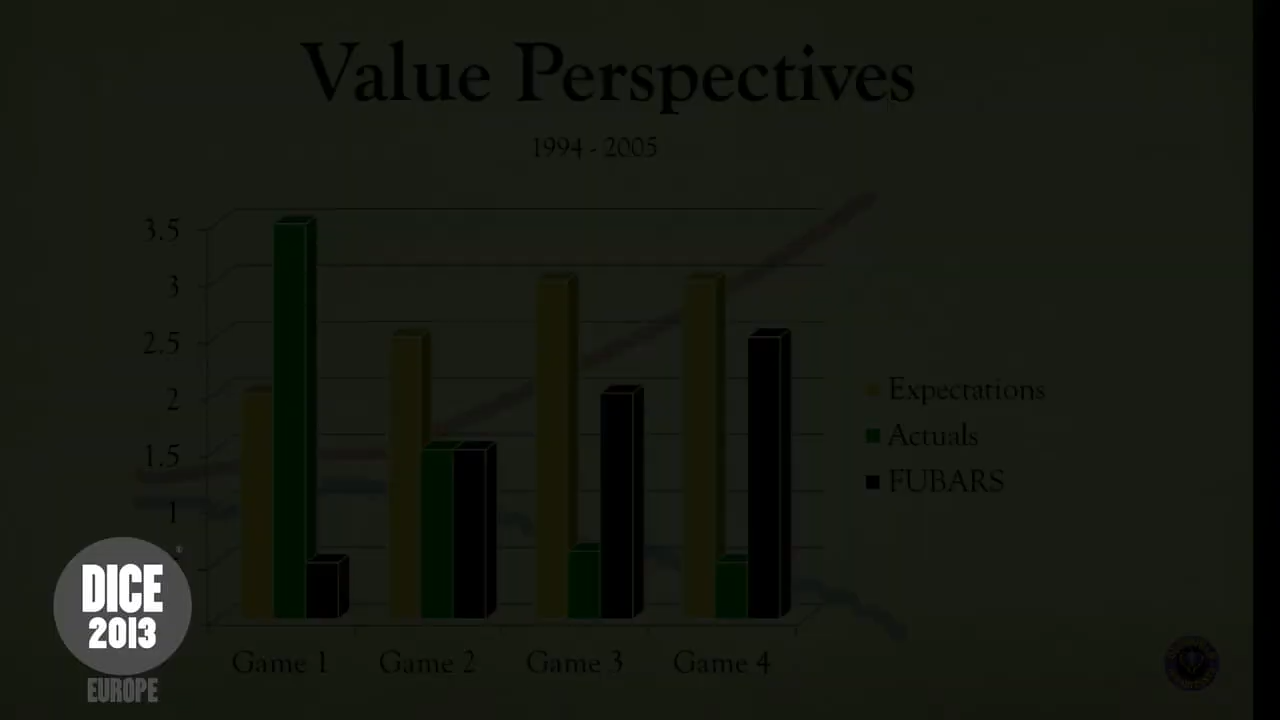 Value Perspectives
1994 - 2005
3.5
3
2.5
2
1.5
1
Expectations
Actuals
FUBARS
Game 1
Game 2
Game 3
Game 4
DICE
2013
EUROPE
®